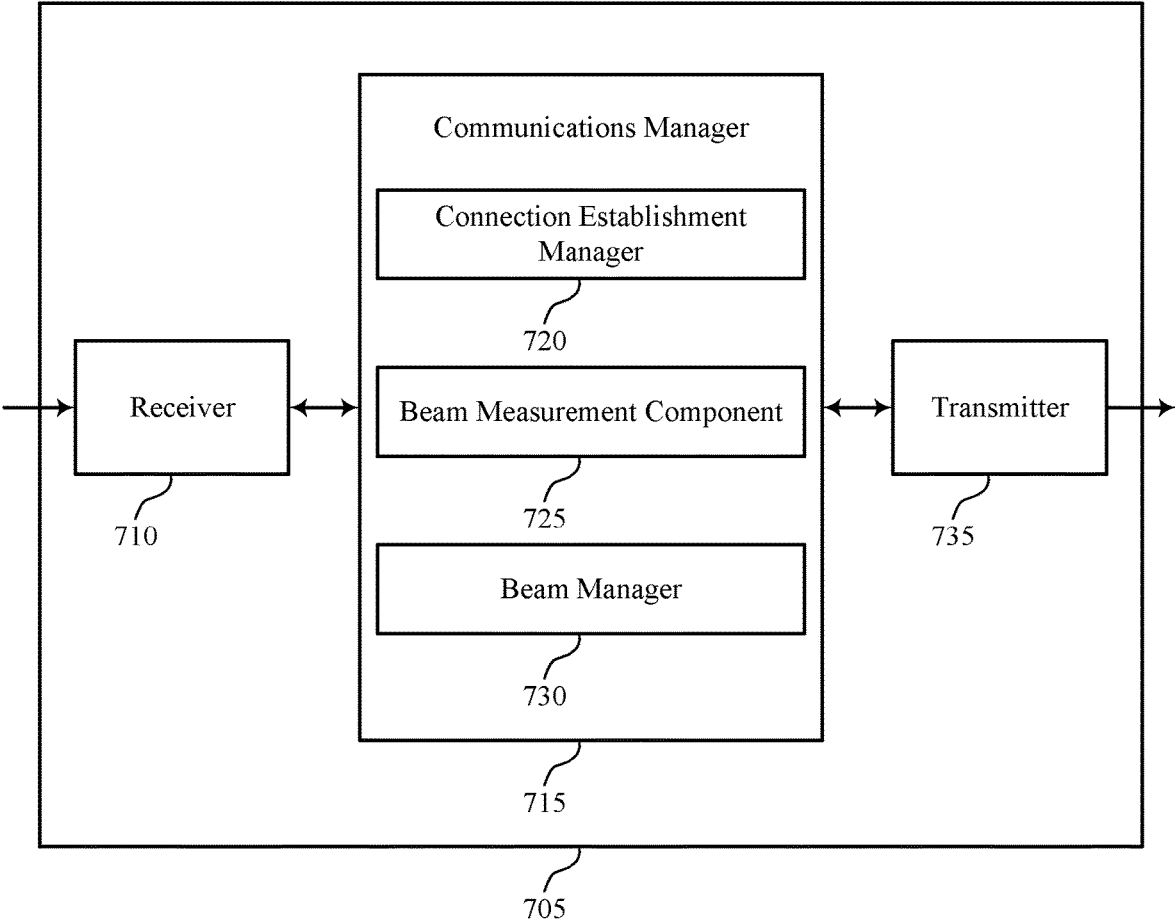 Communications Manager
Connection Establishment
Manager
720
Receiver
710
Beam Measurement Component
725
Transmitter
735
Beam Manager
730
715
705